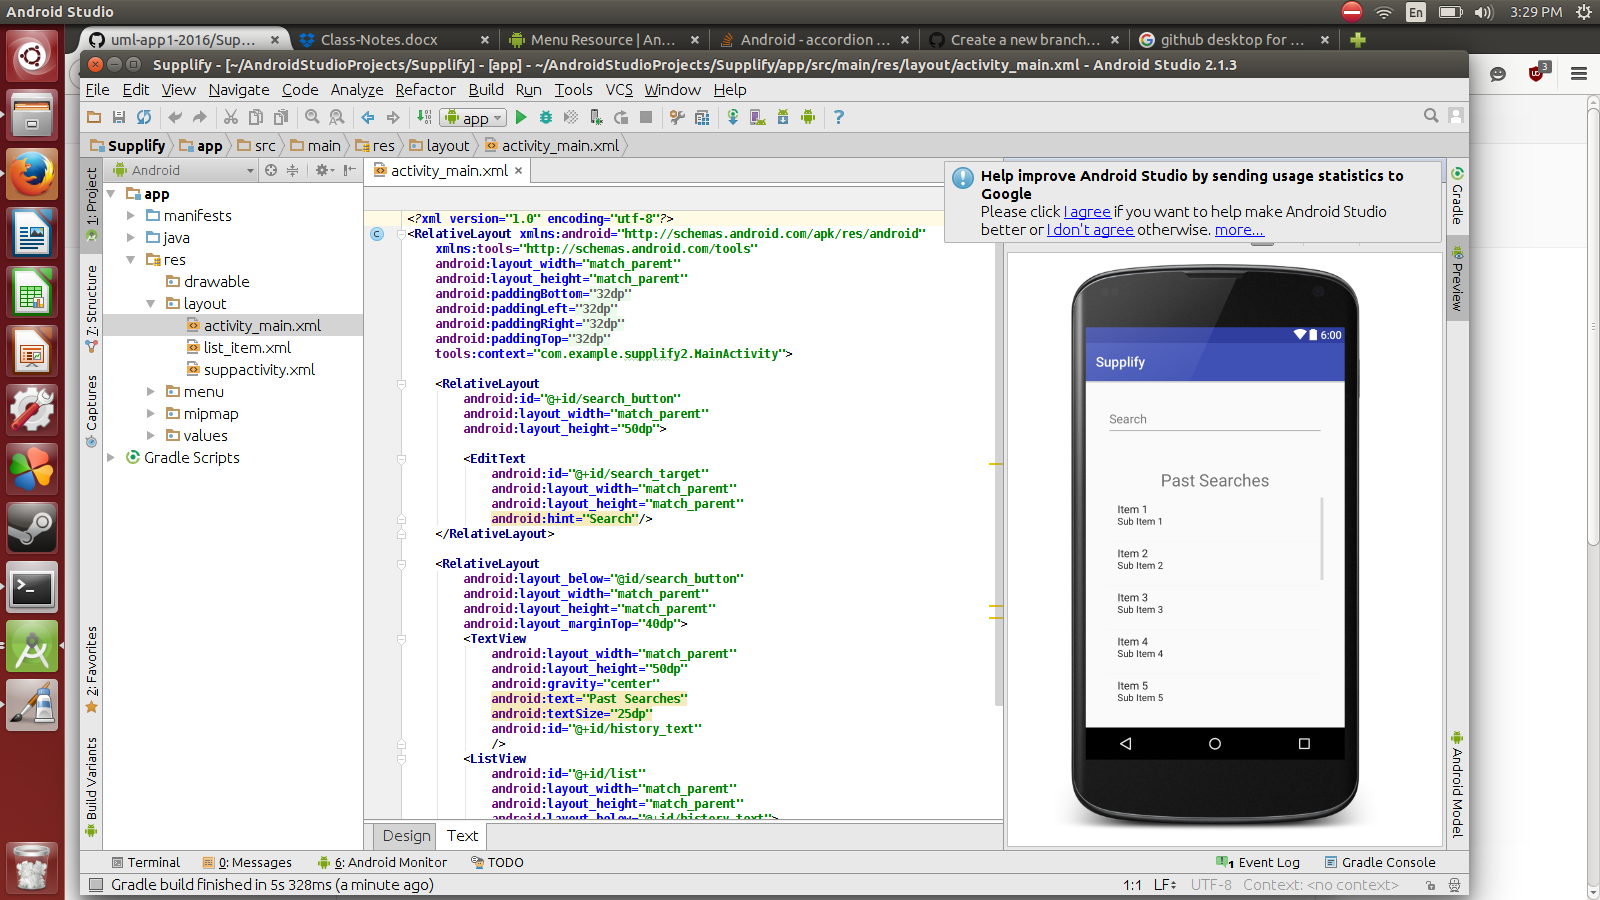 Android Studio
En
3:29 PM
uml-app1-2016/Sup... ×
Class-Notes.docx ×
Menu Resource | An... ×
Android - accordion ... ×
Create a new branch... ×
github desktop for ... ×
3
Supplify - [~/AndroidStudioProjects/Supplify] - [app] - ~/AndroidStudioProjects/Supplify/app/src/main/res/layout/activity_main.xml - Android Studio 2.1.3
File Edit View Navigate Code Analyze Refactor Build Run Tools VCS Window Help
app
?
Supplify app src main res layout activity_main.xml
1: Project
7: Structure
Captures
2: Favorites
Build Variants
Android
app
manifests
java
res
drawable
layout
activity_main.xml
list_item.xml
suppactivity.xml
menu
mipmap
values
Gradle Scripts
activity_main.xml ×
C
<?xml version="1.0" encoding="utf-8"?>
<RelativeLayout xmlns:android="http://schemas.android.com/apk/res/android"
xmlns:tools="http://schemas.android.com/tools"
android:layout_width="match_parent"
android:layout_height="match_parent"
android:paddingBottom="32dp"
android:paddingLeft="32dp"
android:paddingRight="32dp"
android:paddingTop="32dp"
tools:context="com.example.supplify2.MainActivity">
<RelativeLayout
android:id="@+id/search_button"
android:layout_width="match_parent"
android:layout_height="50dp">
<EditText
android:id="@+id/search_target"
android:layout_width="match_parent"
android:layout_height="match_parent"
android:hint="Search"/>
</RelativeLayout>
<RelativeLayout
android:layout_below="@id/search_button"
android:layout_width="match_parent"
android:layout_height="match_parent"
android:layout_marginTop="40dp">
<TextView
android:layout_width="match_parent"
android:layout_height="50dp"
android:gravity="center"
android:text="Past Searches"
android:textSize="25dp"
android:id="@+id/history_text"
/>
<ListView
android:id="@+id/list"
android:layout_width="match_parent"
android:layout_height="match_parent"
android:layout_below="@+id/history_text">
Design Text
Help improve Android Studio by sending usage statistics to
Google
Please click I agree if you want to help make Android Studio
better or I don't agree otherwise. more...
6:00
Supplify
Search
Past Searches
Item 1
Sub Item 1
Item 2
Sub Item 2
Item 3
Sub Item 3
Item 4
Sub Item 4
Item 5
Sub Item 5
Gradle
Preview
Android Model
Terminal 0: Messages 6: Android Monitor TODO
1 Event Log Gradle Console
Gradle build finished in 5s 328ms (a minute ago)
1:1 LF UTF-8 Context: <no context>